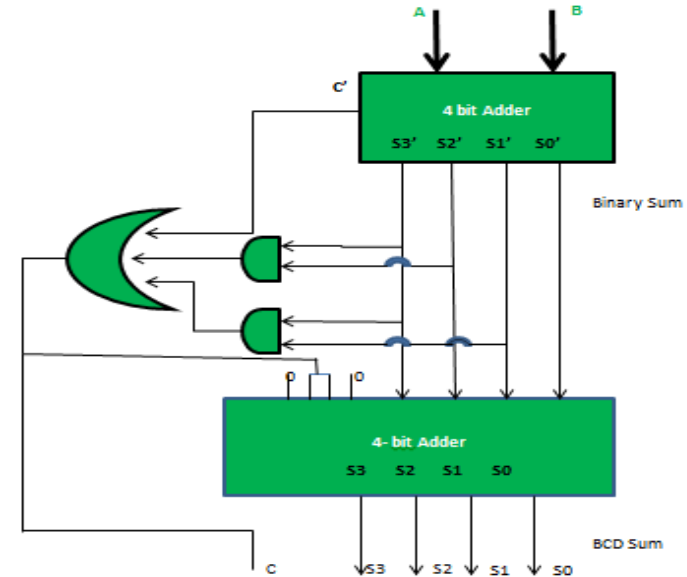 A B
C'
4 bit Adder
S3' S2' S1' S0'
Binary Sum
0 0
4- bit Adder
S3 S2 S1 S0
BCD Sum
C S3 S2 S1 S0